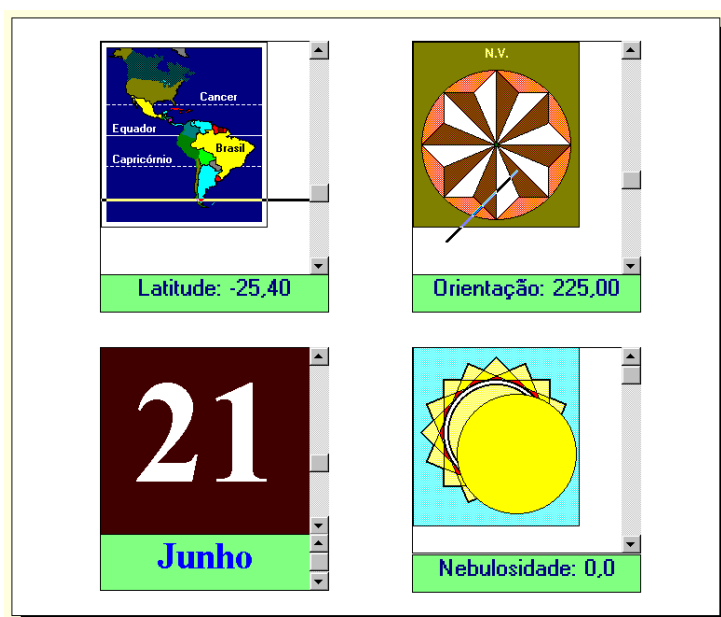 Cancer
Equador
Brasil
Capricórnio
Latitude: -25,40
N.V.
Orientação: 225,00
21
Junho
Nebulosidade: 0,0